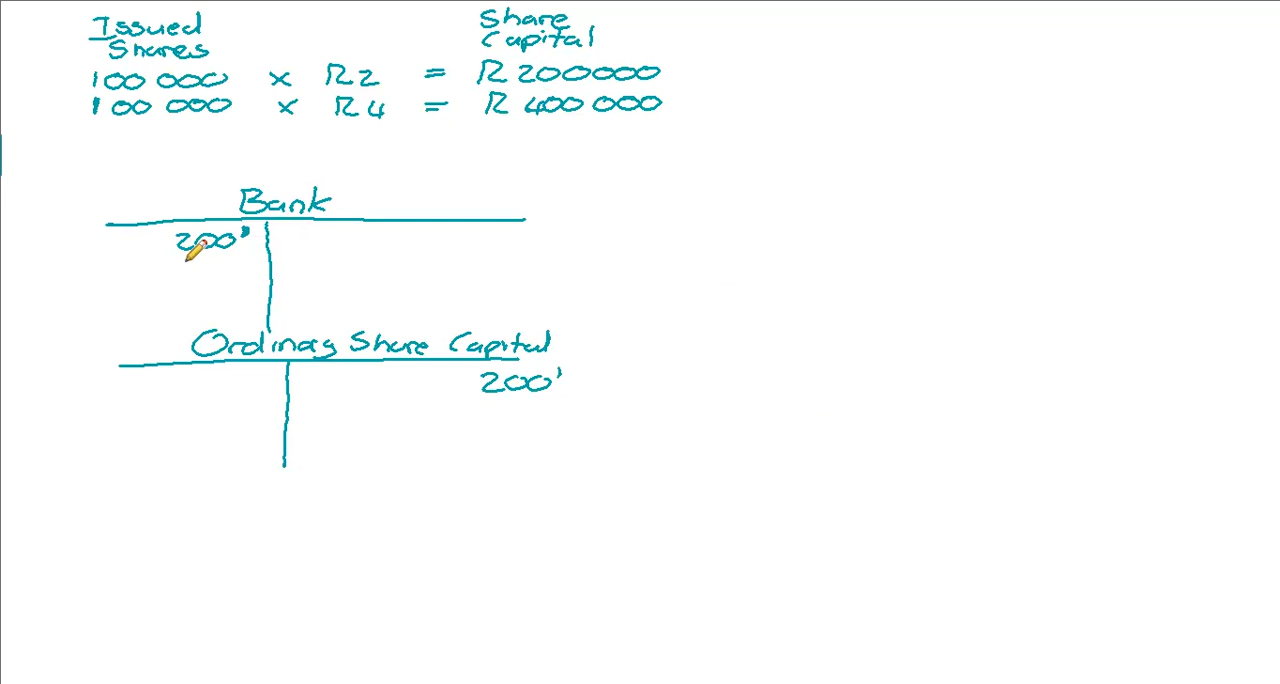 Issued Share
Shares Capital
100 000 x R2 = R200000
100 000 x R4 = R400 000
Bank
200'
Ordinary Share Capital
200'